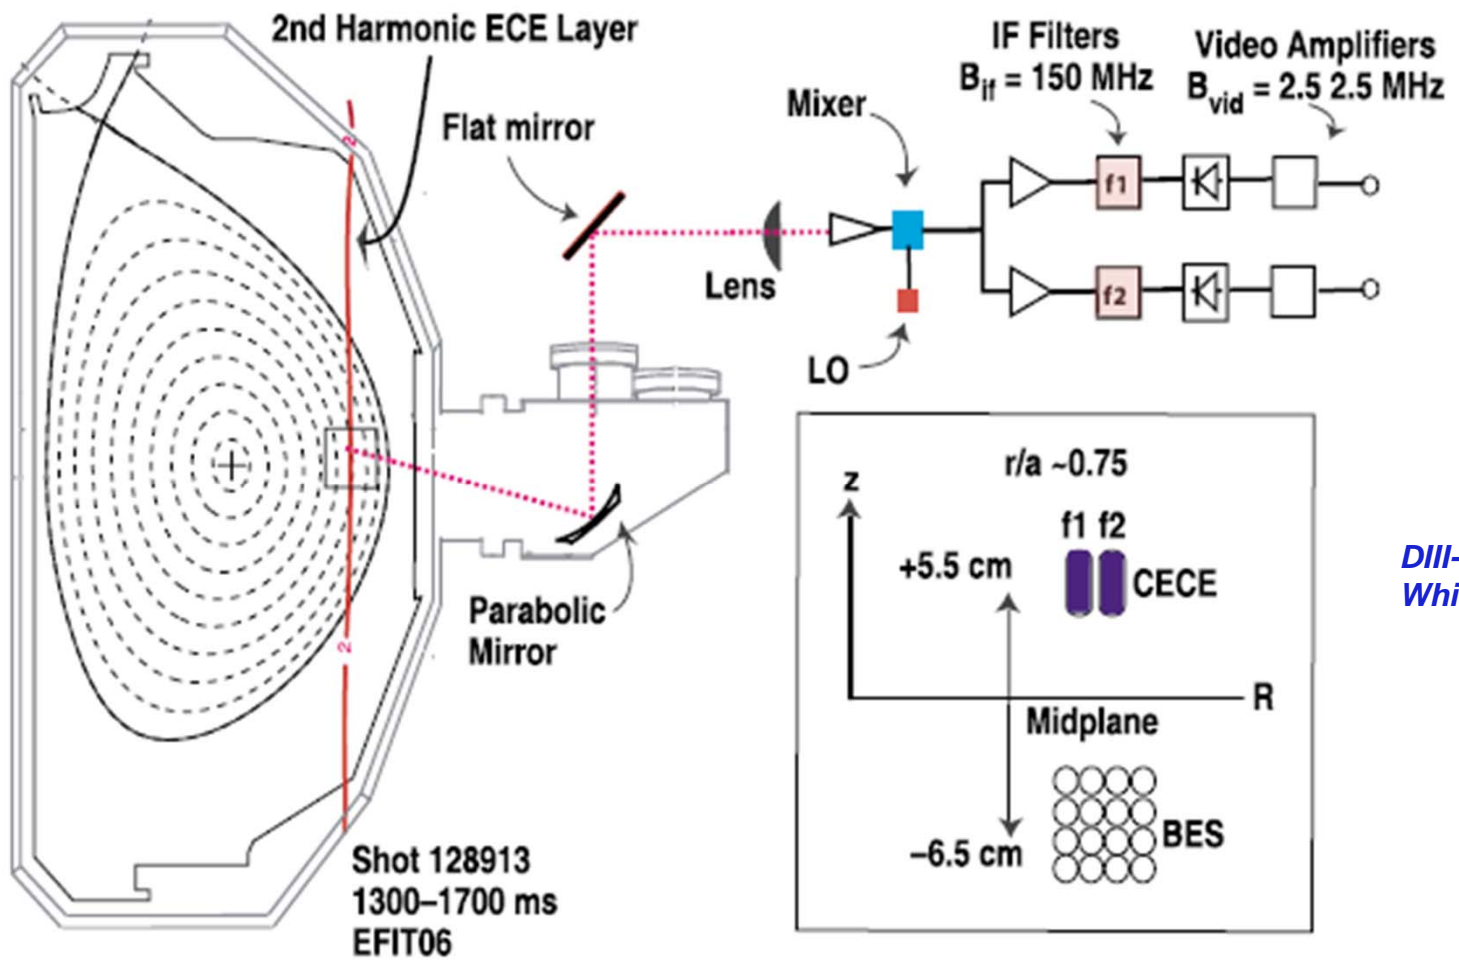 2nd Harmonic ECE Layer
IF Filters
B_if = 150 MHz
Video Amplifiers
B_vid = 2.5 2.5 MHz
Mixer
Flat mirror
2
f1
Lens
f2
LO
r/a ~0.75
z
f1 f2
+5.5 cm
CECE
DIII-
Whi
Parabolic
Mirror
2
R
Midplane
BES
–6.5 cm
Shot 128913
1300–1700 ms
EFIT06